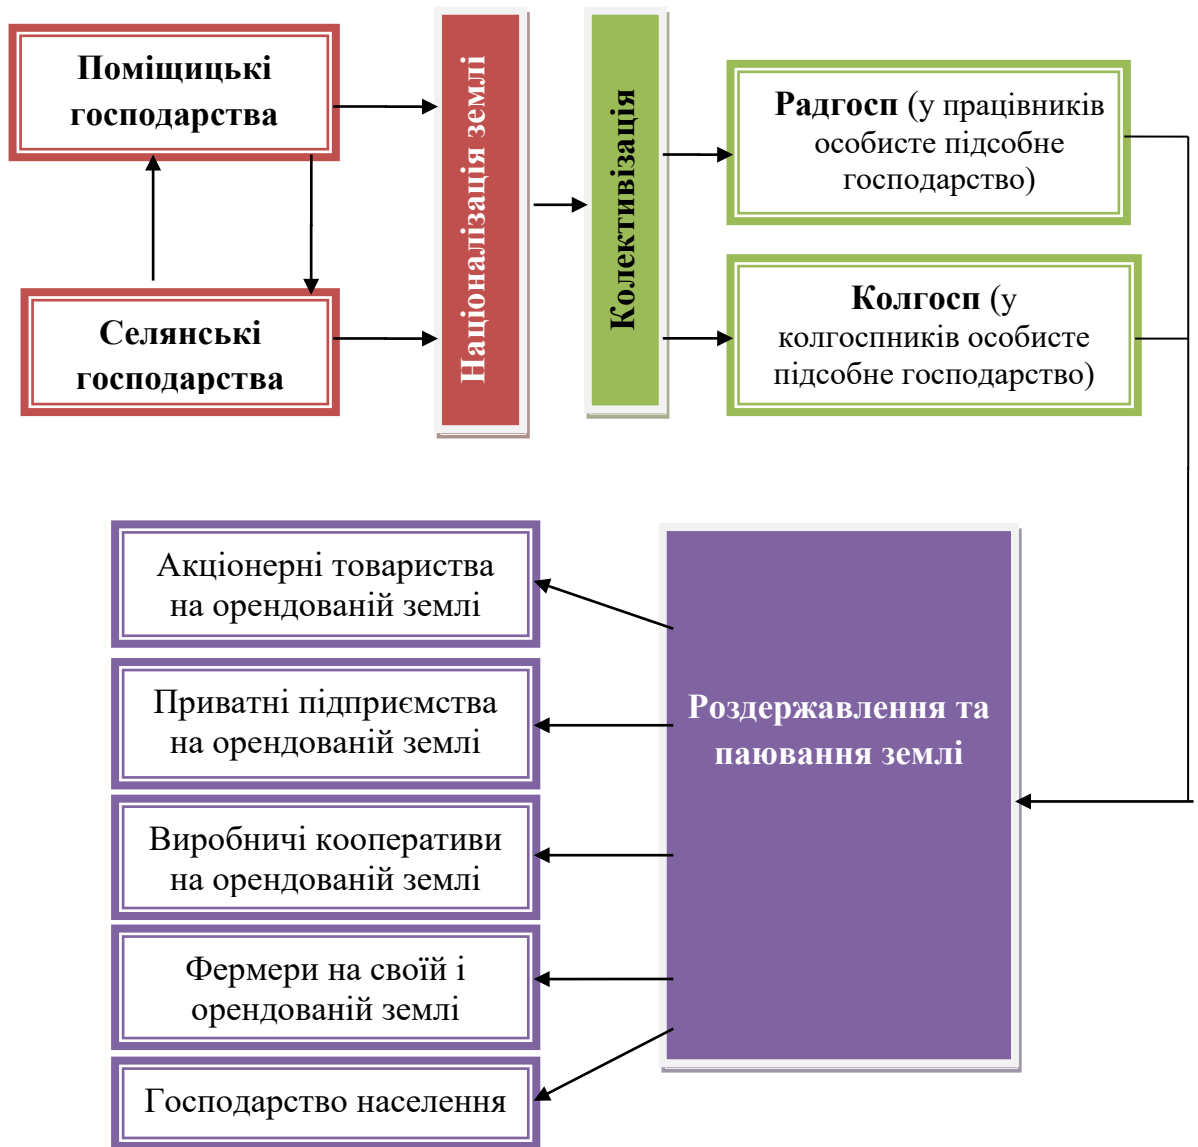 Поміщицькі
господарства
Селянські
господарства
Націоналізація землі
Колективізація
Радгосп (у працівників
особисте підсобне
господарство)
Колгосп (у
колгоспників особисте
підсобне господарство)
Акціонерні товариства
на орендованій землі
Приватні підприємства
на орендованій землі
Виробничі кооперативи
на орендованій землі
Фермери на своїй і
орендованій землі
Господарство населення
Роздержавлення та
паювання землі